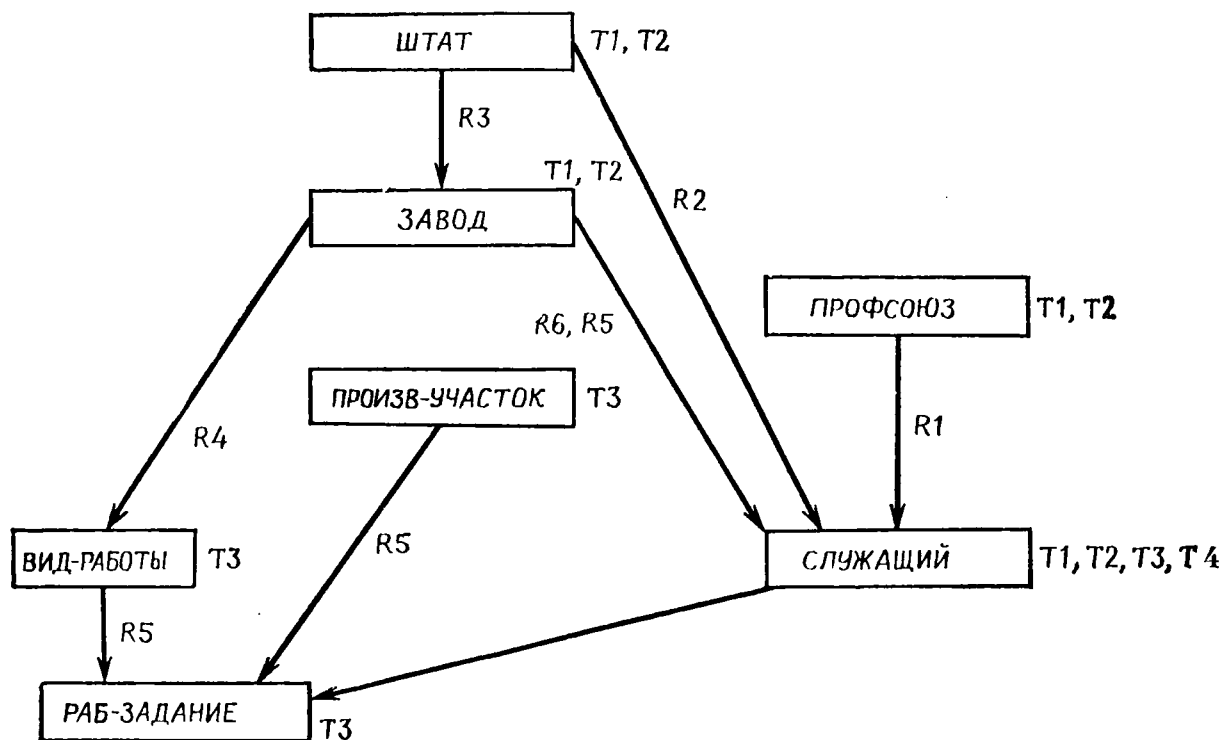 ШТАТ
T1, T2
R3
T1, T2
ЗАВОД
R2
ПРОФСОЮЗ
T1, T2
R6, R5
ПРОИЗВ-УЧАСТОК
T3
R4
R1
R5
ВИД-РАБОТЫ
T3
СЛУЖАЩИЙ
T1, T2, T3, T4
R5
РАБ-ЗАДАНИЕ
T3